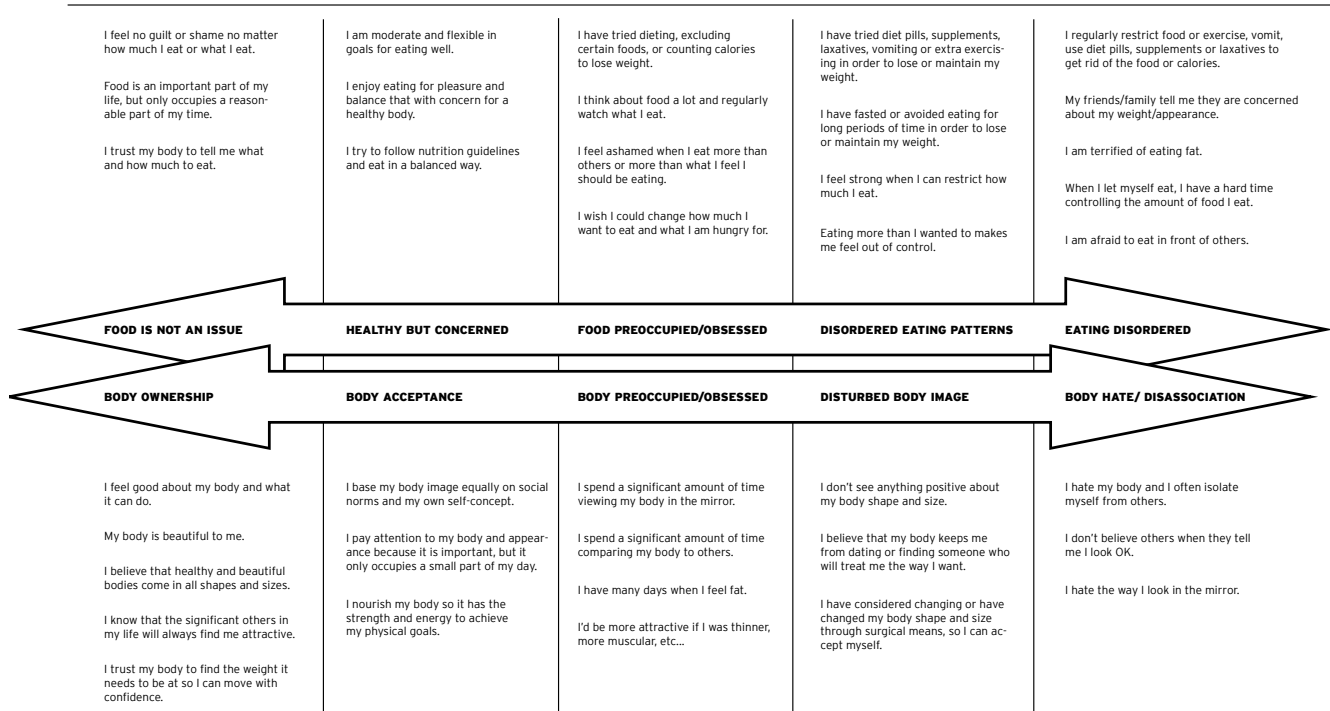 I feel no guilt or shame no matter
how much I eat or what I eat.
Food is an important part of my
life, but only occupies a reason-
able part of my time.
I trust my body to tell me what
and how much to eat.
I am moderate and flexible in
goals for eating well.
I enjoy eating for pleasure and
balance that with concern for a
healthy body.
I try to follow nutrition guidelines
and eat in a balanced way.
I have tried dieting, excluding
certain foods, or counting calories
to lose weight.
I think about food a lot and regularly
watch what I eat.
I feel ashamed when I eat more than
others or more than what I feel I
should be eating.
I wish I could change how much I
want to eat and what I am hungry for.
I have tried diet pills, supplements,
laxatives, vomiting or extra exercis-
ing in order to lose or maintain my
weight.
I have fasted or avoided eating for
long periods of time in order to lose
or maintain my weight.
I feel strong when I can restrict how
much I eat.
Eating more than I wanted to makes
me feel out of control.
I regularly restrict food or exercise, vomit,
use diet pills, supplements or laxatives to
get rid of the food or calories.
My friends/family tell me they are concerned
about my weight/appearance.
I am terrified of eating fat.
When I let myself eat, I have a hard time
controlling the amount of food I eat.
I am afraid to eat in front of others.
FOOD IS NOT AN ISSUE
HEALTHY BUT CONCERNED
FOOD PREOCCUPIED/OBSESSED
DISORDERED EATING PATTERNS
EATING DISORDERED
BODY OWNERSHIP
BODY ACCEPTANCE
BODY PREOCCUPIED/OBSESSED
DISTURBED BODY IMAGE
BODY HATE/ DISASSOCIATION
I feel good about my body and what
it can do.
My body is beautiful to me.
I believe that healthy and beautiful
bodies come in all shapes and sizes.
I know that the significant others in
my life will always find me attractive.
I trust my body to find the weight it
needs to be at so I can move with
confidence.
I base my body image equally on social
norms and my own self-concept.
I pay attention to my body and appear-
ance because it is important, but it
only occupies a small part of my day.
I nourish my body so it has the
strength and energy to achieve
my physical goals.
I spend a significant amount of time
viewing my body in the mirror.
I spend a significant amount of time
comparing my body to others.
I have many days when I feel fat.
I'd be more attractive if I was thinner,
more muscular, etc...
I don't see anything positive about
my body shape and size.
I believe that my body keeps me
from dating or finding someone who
will treat me the way I want.
I have considered changing or have
changed my body shape and size
through surgical means, so I can ac-
cept myself.
I hate my body and I often isolate
myself from others.
I don't believe others when they tell
me I look OK.
I hate the way I look in the mirror.